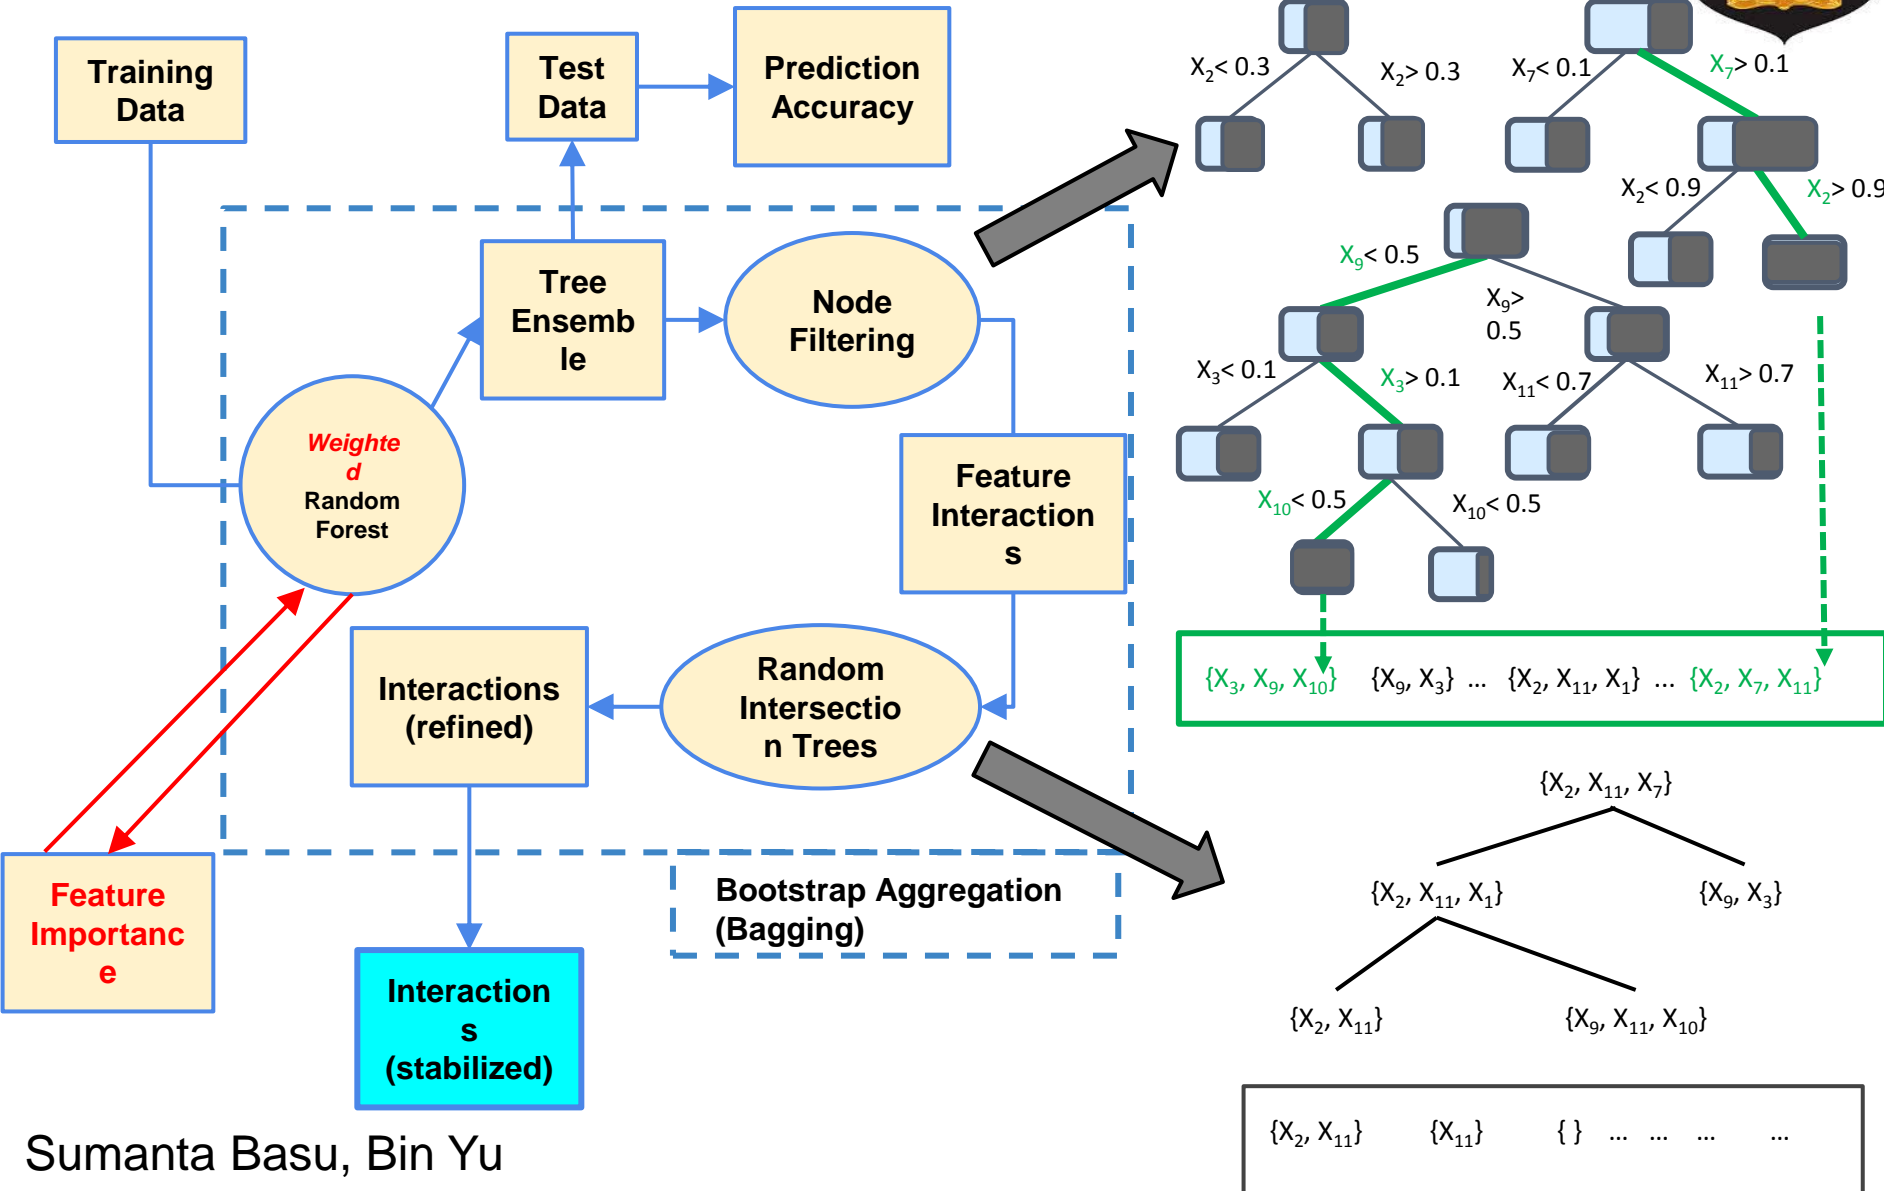 Training
Data
Test
Data
Prediction
Accuracy
Tree
Ensemb
le
Node
Filtering
Weighte
d
Random
Forest
Feature
Interaction
s
Interactions
(refined)
Random
Intersectio
n Trees
Feature
Importanc
e
Bootstrap Aggregation
(Bagging)
Interaction
s
(stabilized)
Sumanta Basu, Bin Yu
X₂< 0.3
X₂> 0.3
X₇< 0.1
X₇> 0.1
X₂< 0.9
X₂> 0.9
X₉< 0.5
X₉>
0.5
X₃< 0.1
X₃> 0.1
X₁₁< 0.7
X₁₁> 0.7
X₁₀< 0.5
X₁₀< 0.5
{X₃, X₉, X₁₀} {X₉, X₃} ... {X₂, X₁₁, X₁} ... {X₂, X₇, X₁₁}
{X₂, X₁₁, X₇}
{X₂, X₁₁, X₁}
{X₉, X₃}
{X₂, X₁₁}
{X₉, X₁₁, X₁₀}
{X₂, X₁₁} {X₁₁} { } ... ... ... ...